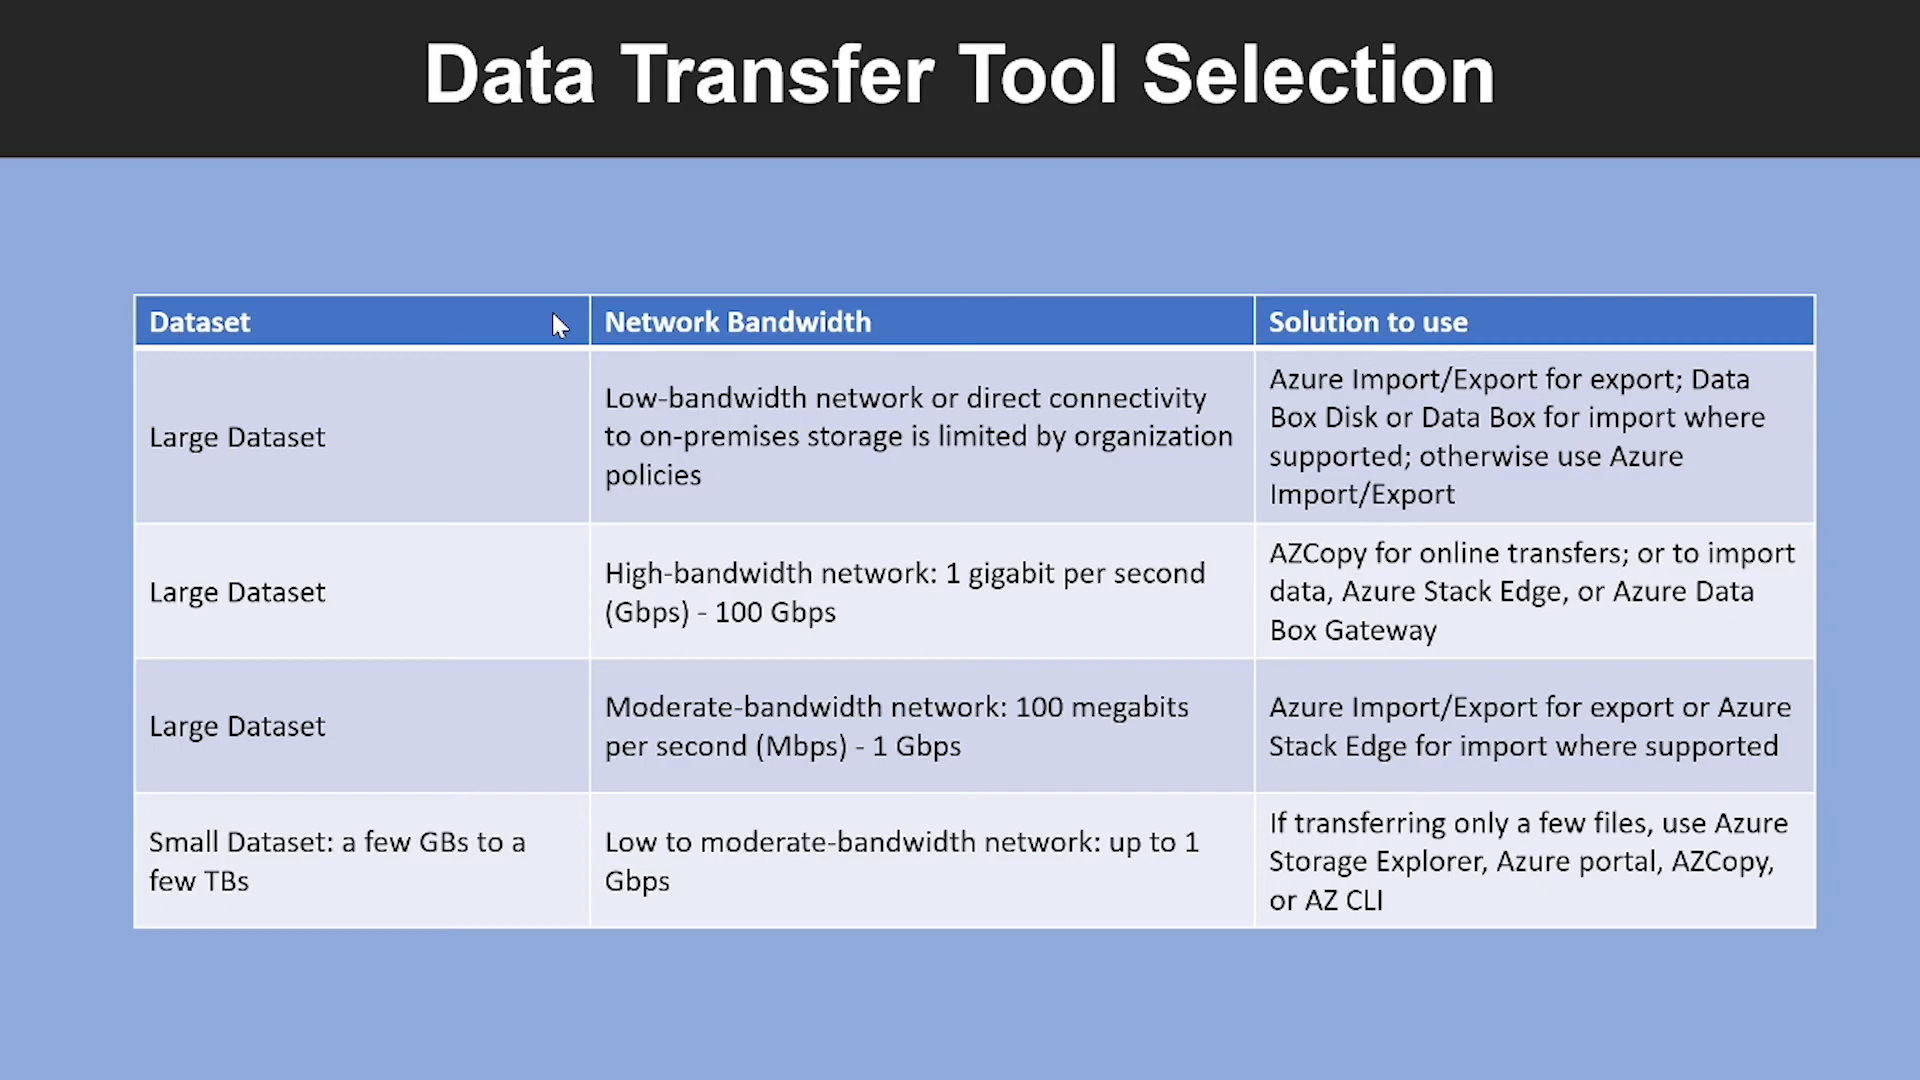 Data Transfer Tool Selection
Dataset
Network Bandwidth
Solution to use
Large Dataset
Low-bandwidth network or direct connectivity
to on-premises storage is limited by organization
policies
Azure Import/Export for export; Data
Box Disk or Data Box for import where
supported; otherwise use Azure
Import/Export
Large Dataset
High-bandwidth network: 1 gigabit per second
(Gbps) - 100 Gbps
AZCopy for online transfers; or to import
data, Azure Stack Edge, or Azure Data
Box Gateway
Large Dataset
Moderate-bandwidth network: 100 megabits
per second (Mbps) - 1 Gbps
Azure Import/Export for export or Azure
Stack Edge for import where supported
Small Dataset: a few GBs to a
few TBs
Low to moderate-bandwidth network: up to 1
Gbps
If transferring only a few files, use Azure
Storage Explorer, Azure portal, AZCopy,
or AZ CLI